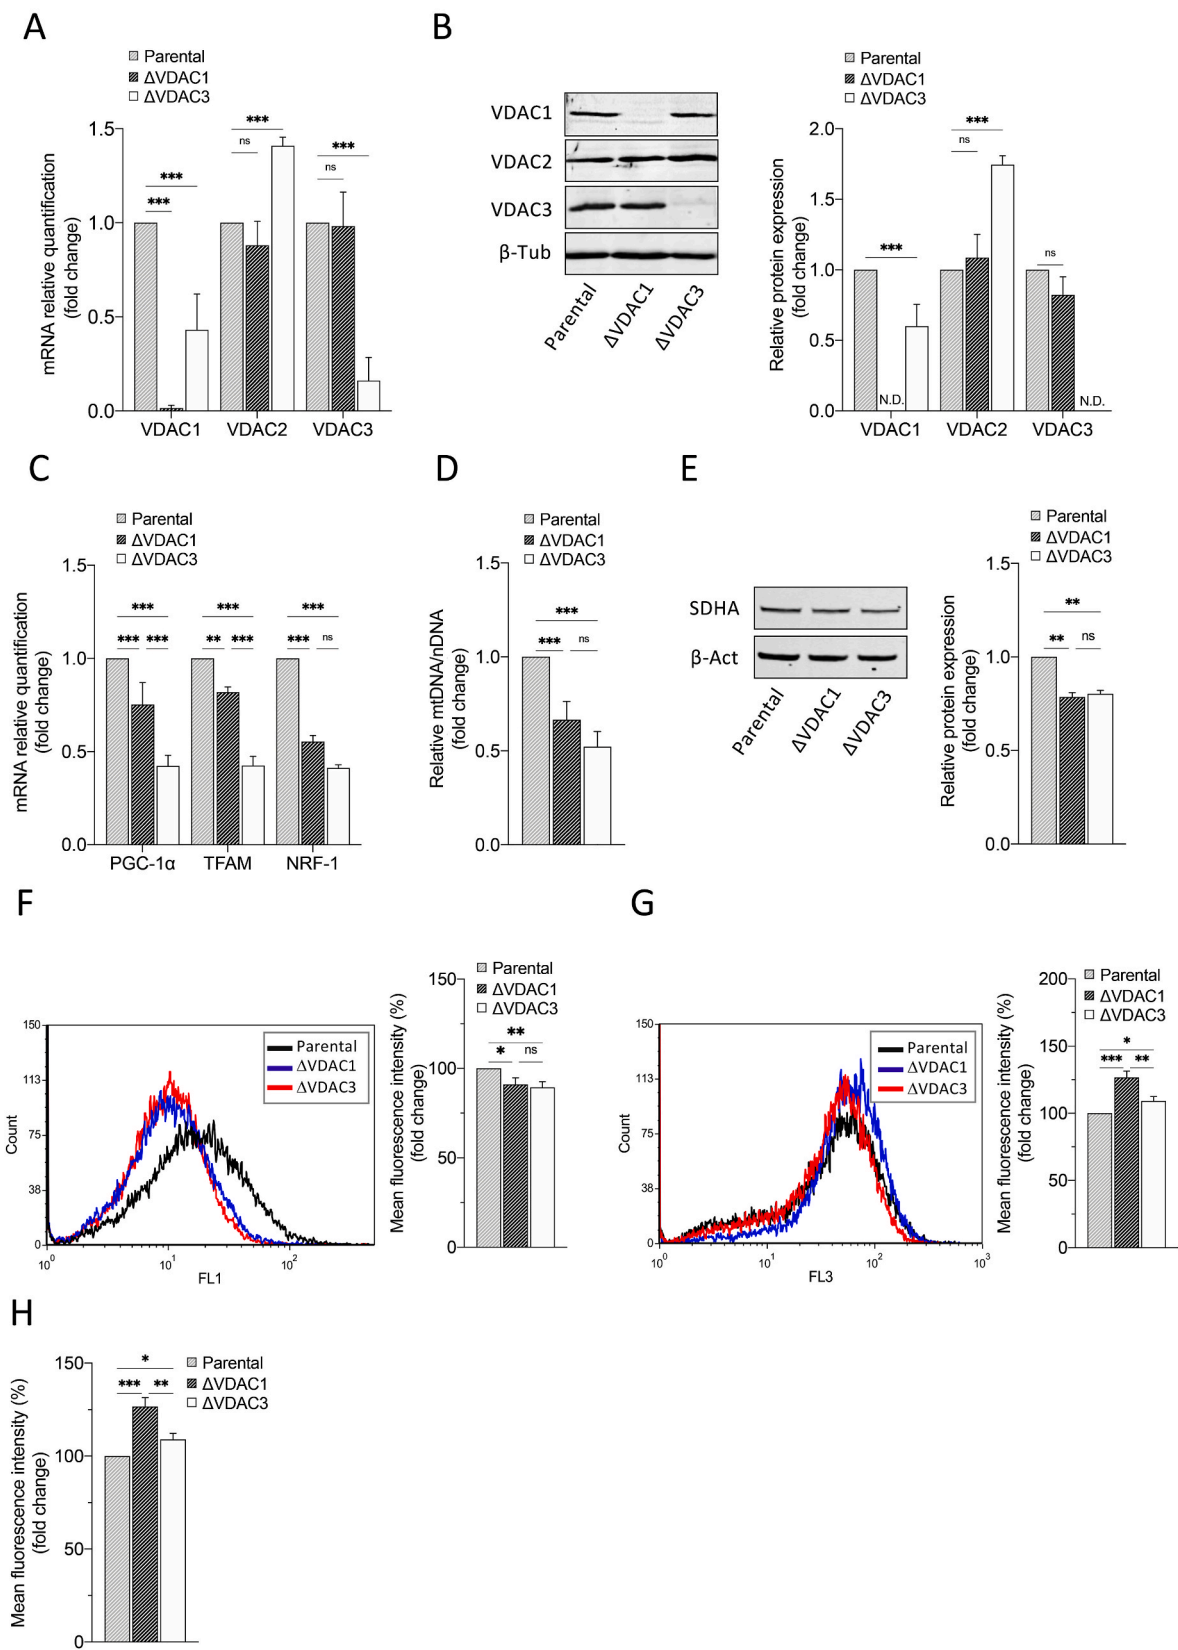 A
Parental
ΔVDAC1
ΔVDAC3
mRNA relative quantification
(fold change)
1.5
1.0
0.5
0.0
***
***
ns
***
ns
***
VDAC1 VDAC2 VDAC3
B
VDAC1
VDAC2
VDAC3
β-Tub
Parental
ΔVDAC1
ΔVDAC3
Parental
ΔVDAC1
ΔVDAC3
Relative protein expression
(fold change)
2.0
1.5
1.0
0.5
0.0
***
N.D.
***
ns
ns
N.D.
VDAC1 VDAC2 VDAC3
C
Parental
ΔVDAC1
ΔVDAC3
mRNA relative quantification
(fold change)
1.5
1.0
0.5
0.0
*** *** ***
*** *** ** *** *** ns
PGC-1α TFAM NRF-1
D
Parental
ΔVDAC1
ΔVDAC3
Relative mtDNA/nDNA
(fold change)
1.5
1.0
0.5
0.0
***
*** ns
E
SDHA
β-Act
Parental
ΔVDAC1
ΔVDAC3
Parental
ΔVDAC1
ΔVDAC3
Relative protein expression
(fold change)
1.5
1.0
0.5
0.0
**
** ns
F
Count
150
113
75
38
0
10⁰ 10¹ 10²
FL1
Parental
ΔVDAC1
ΔVDAC3
Mean fluorescence intensity (%)
(fold change)
150
100
50
0
Parental
ΔVDAC1
ΔVDAC3
**
* ns
G
Count
150
113
75
38
0
10⁰ 10¹ 10² 10³
FL3
Parental
ΔVDAC1
ΔVDAC3
Mean fluorescence intensity (%)
(fold change)
200
150
100
50
0
Parental
ΔVDAC1
ΔVDAC3
*
*** **
H
Mean fluorescence intensity (%)
(fold change)
150
100
50
0
Parental
ΔVDAC1
ΔVDAC3
*
*** **